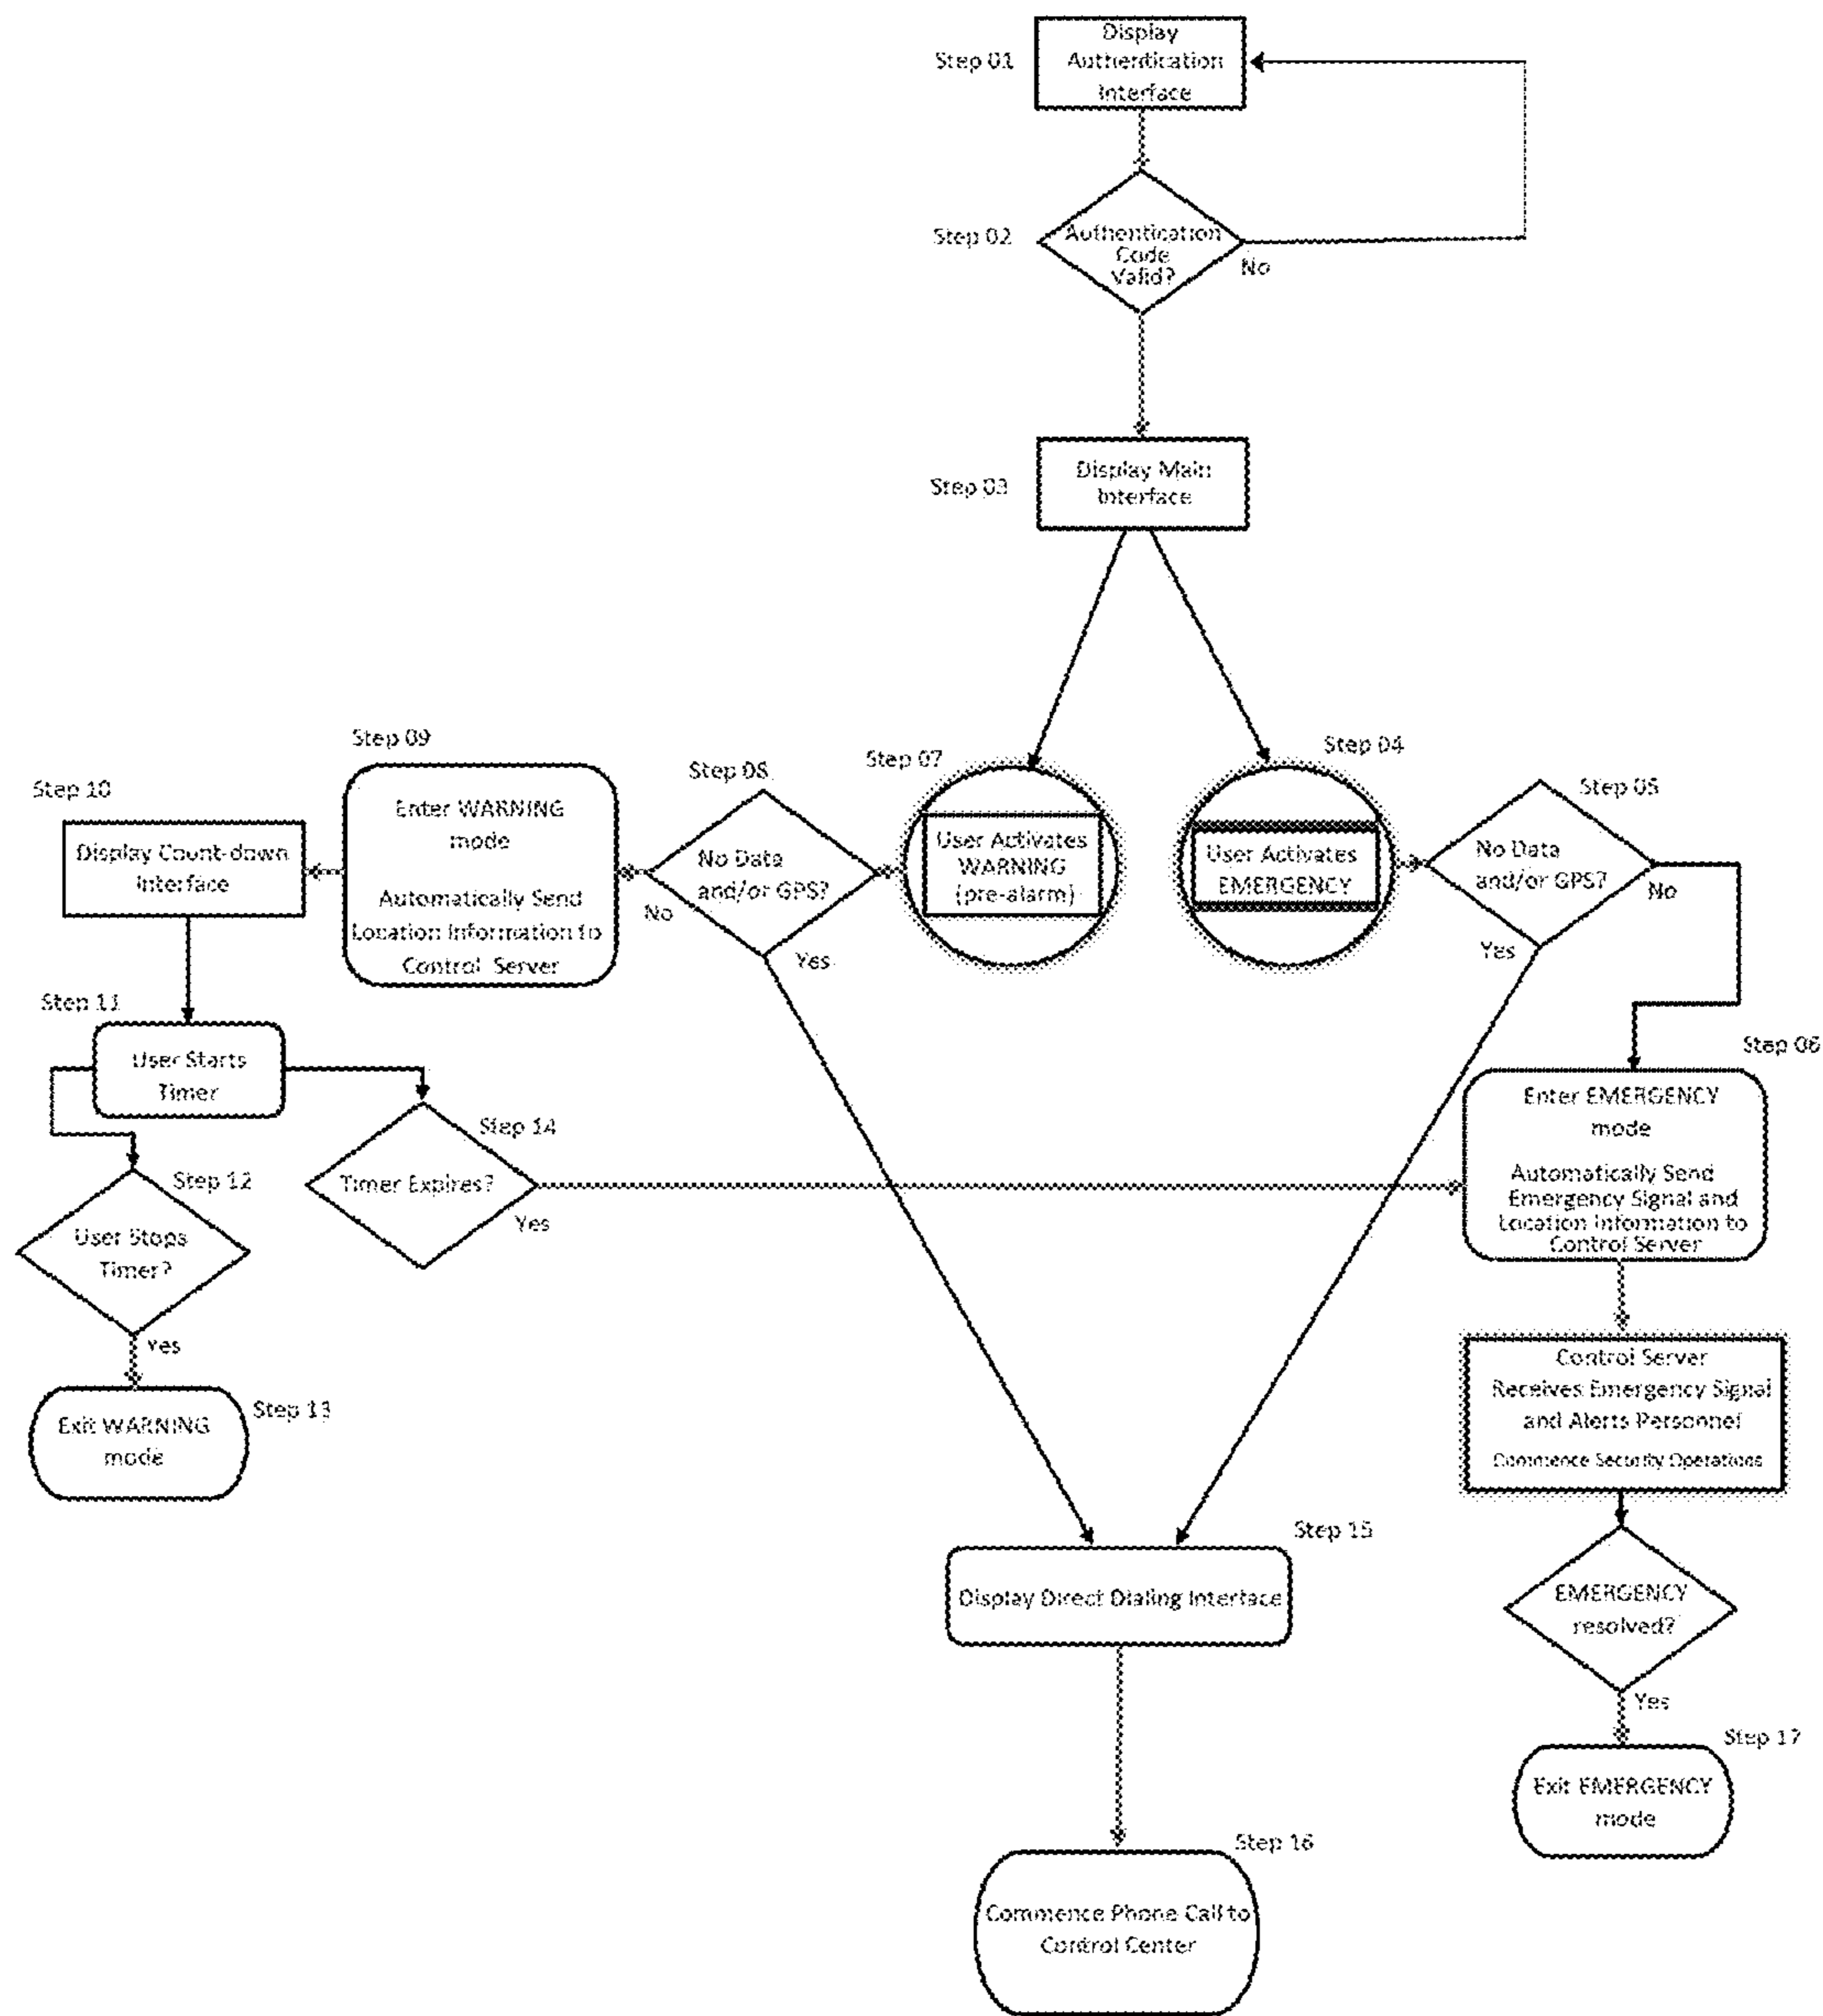 Step 01
Display
Authentication
Interface
Step 02
Authentication
Code
Valid?
No
Step 03
Display Main
Interface
Step 09
Step 10
Step 08
Step 07
Step 04
Step 05
Display Count-down
Interface
Enter WARNING
mode
Automatically Send
Location Information to
Control Server
No Data
and/or GPS?
No
Yes
User Activates
WARNING
(pre-alarm)
User Activates
EMERGENCY
No Data
and/or GPS?
No
Yes
Step 11
User Starts
Timer
Step 14
Timer Expires?
Yes
Step 12
User Stops
Timer?
Yes
Step 13
Exit WARNING
mode
Step 06
Enter EMERGENCY
mode
Automatically Send
Emergency Signal and
Location Information to
Control Server
Control Server
Receives Emergency Signal
and Alerts Personnel
Commence Security Operations
Step 15
Display Direct Dialing Interface
EMERGENCY
resolved?
Yes
Step 17
Exit EMERGENCY
mode
Step 16
Commence Phone Call to
Control Center